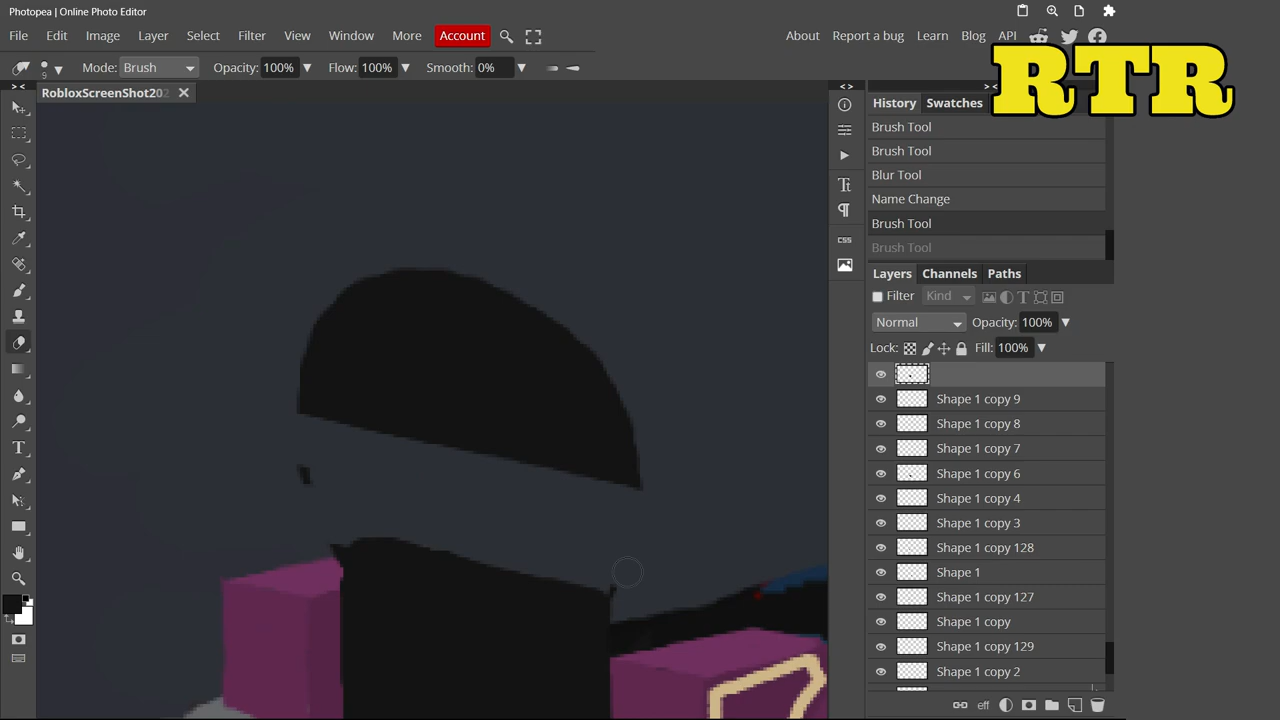 Photopea | Online Photo Editor
File Edit Image Layer Select Filter View Window More Account
About Report a bug Learn Blog API
RTR
9 Mode: Brush Opacity: 100% Flow: 100% Smooth: 0%
RobloxScreenShot202
History Swatches
Brush Tool
Brush Tool
Blur Tool
Name Change
Brush Tool
Brush Tool
CSS
Layers Channels Paths
Filter Kind
Normal Opacity: 100%
Lock: Fill: 100%
Shape 1 copy 9
Shape 1 copy 8
Shape 1 copy 7
Shape 1 copy 6
Shape 1 copy 4
Shape 1 copy 3
Shape 1 copy 128
Shape 1
Shape 1 copy 127
Shape 1 copy
Shape 1 copy 129
Shape 1 copy 2
eff